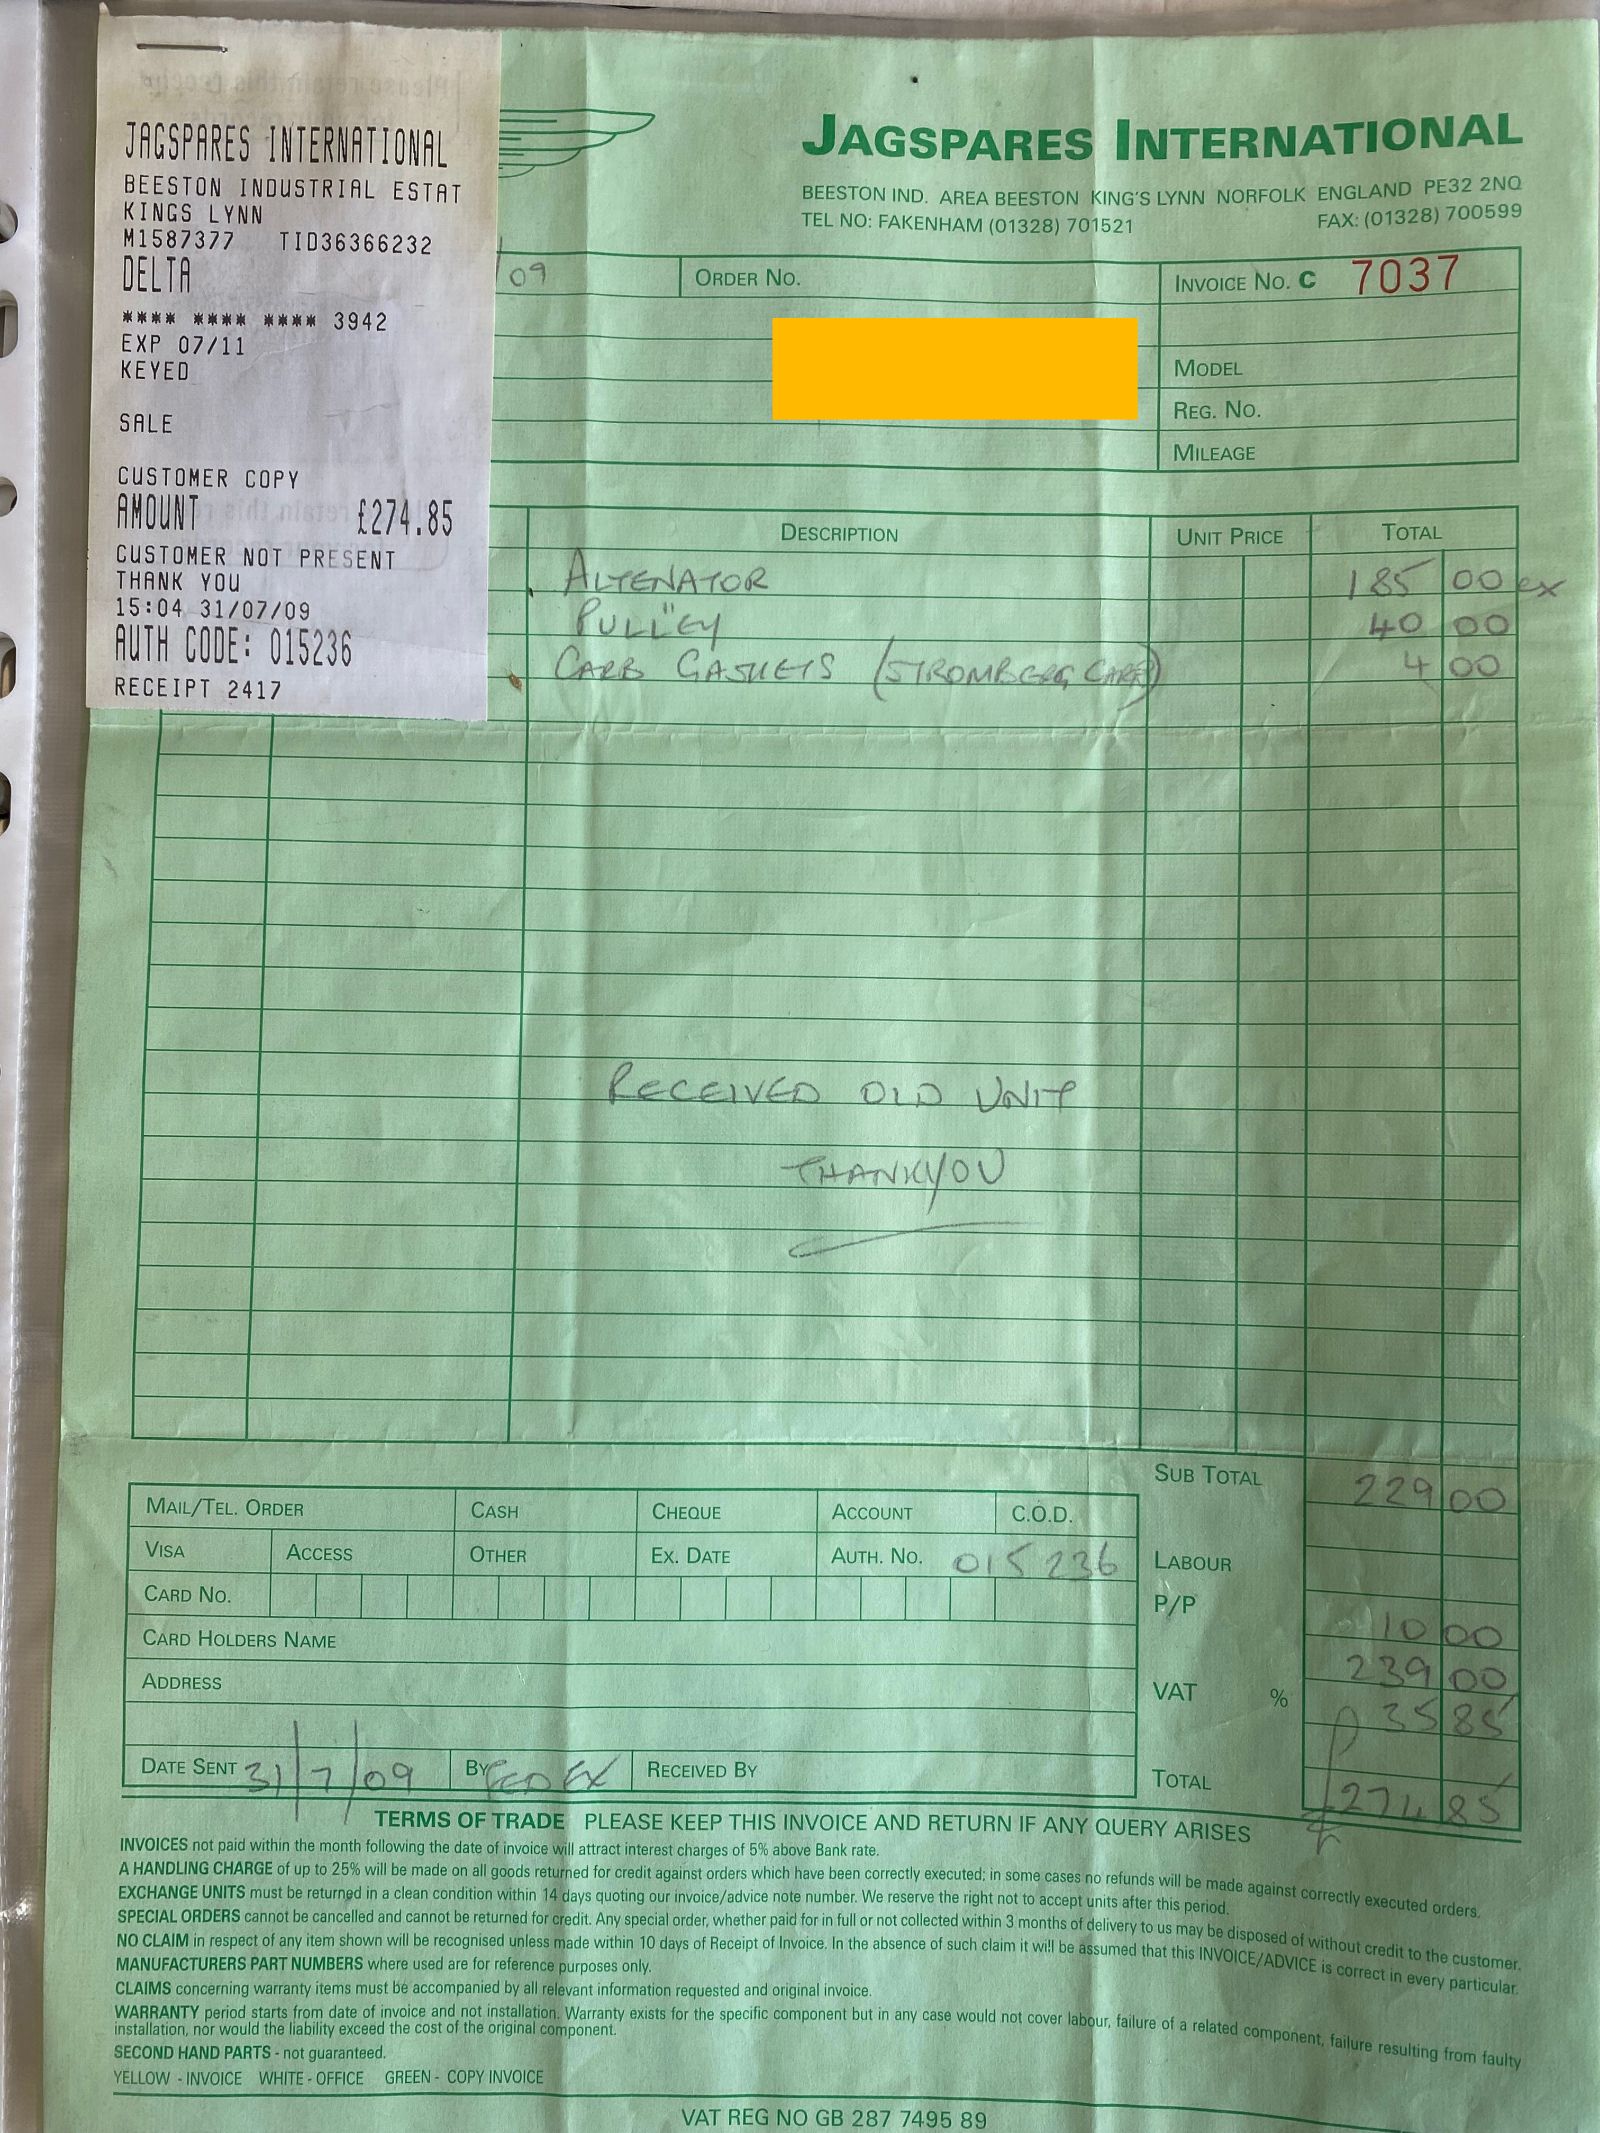 JAGSPARES INTERNATIONAL
BEESTON INDUSTRIAL ESTAT
KINGS LYNN
M1587377 TID36366232
DELTA
**** **** **** 3942
EXP 07/11
KEYED
SALE
CUSTOMER COPY
AMOUNT £274.85
CUSTOMER NOT PRESENT
THANK YOU
15:04 31/07/09
AUTH CODE: 015236
RECEIPT 2417
JAGSPARES INTERNATIONAL
BEESTON IND. AREA BEESTON KING'S LYNN NORFOLK ENGLAND PE32 2NQ
TEL NO: FAKENHAM (01328) 701521 FAX: (01328) 700599
/09 ORDER NO. INVOICE NO. C 7037
MODEL
REG. NO.
MILEAGE
DESCRIPTION UNIT PRICE TOTAL
ALTENATOR 185 00 ex
PULLEY 40 00
CARB GASKETS (STROMBERG CARB) 4 00
RECEIVED OLD UNIT
THANKYOU
SUB TOTAL 229 00
MAIL/TEL. ORDER CASH CHEQUE ACCOUNT C.O.D.
VISA ACCESS OTHER EX. DATE AUTH. NO. 015236
LABOUR
CARD NO.
P/P 10 00
CARD HOLDERS NAME
239 00
ADDRESS
VAT % 35 85
DATE SENT 31/7/09 BY FED EX RECEIVED BY
TOTAL £274 85
TERMS OF TRADE PLEASE KEEP THIS INVOICE AND RETURN IF ANY QUERY ARISES
INVOICES not paid within the month following the date of invoice will attract interest charges of 5% above Bank rate.
A HANDLING CHARGE of up to 25% will be made on all goods returned for credit against orders which have been correctly executed; in some cases no refunds will be made against correctly executed orders.
EXCHANGE UNITS must be returned in a clean condition within 14 days quoting our invoice/advice note number. We reserve the right not to accept units after this period.
SPECIAL ORDERS cannot be cancelled and cannot be returned for credit. Any special order, whether paid for in full or not collected within 3 months of delivery to us may be disposed of without credit to the customer.
NO CLAIM in respect of any item shown will be recognised unless made within 10 days of Receipt of Invoice. In the absence of such claim it will be assumed that this INVOICE/ADVICE is correct in every particular.
MANUFACTURERS PART NUMBERS where used are for reference purposes only.
CLAIMS concerning warranty items must be accompanied by all relevant information requested and original invoice.
WARRANTY period starts from date of invoice and not installation. Warranty exists for the specific component but in any case would not cover labour, failure of a related component, failure resulting from faulty
installation, nor would the liability exceed the cost of the original component.
SECOND HAND PARTS - not guaranteed.
YELLOW - INVOICE WHITE - OFFICE GREEN - COPY INVOICE
VAT REG NO GB 287 7495 89